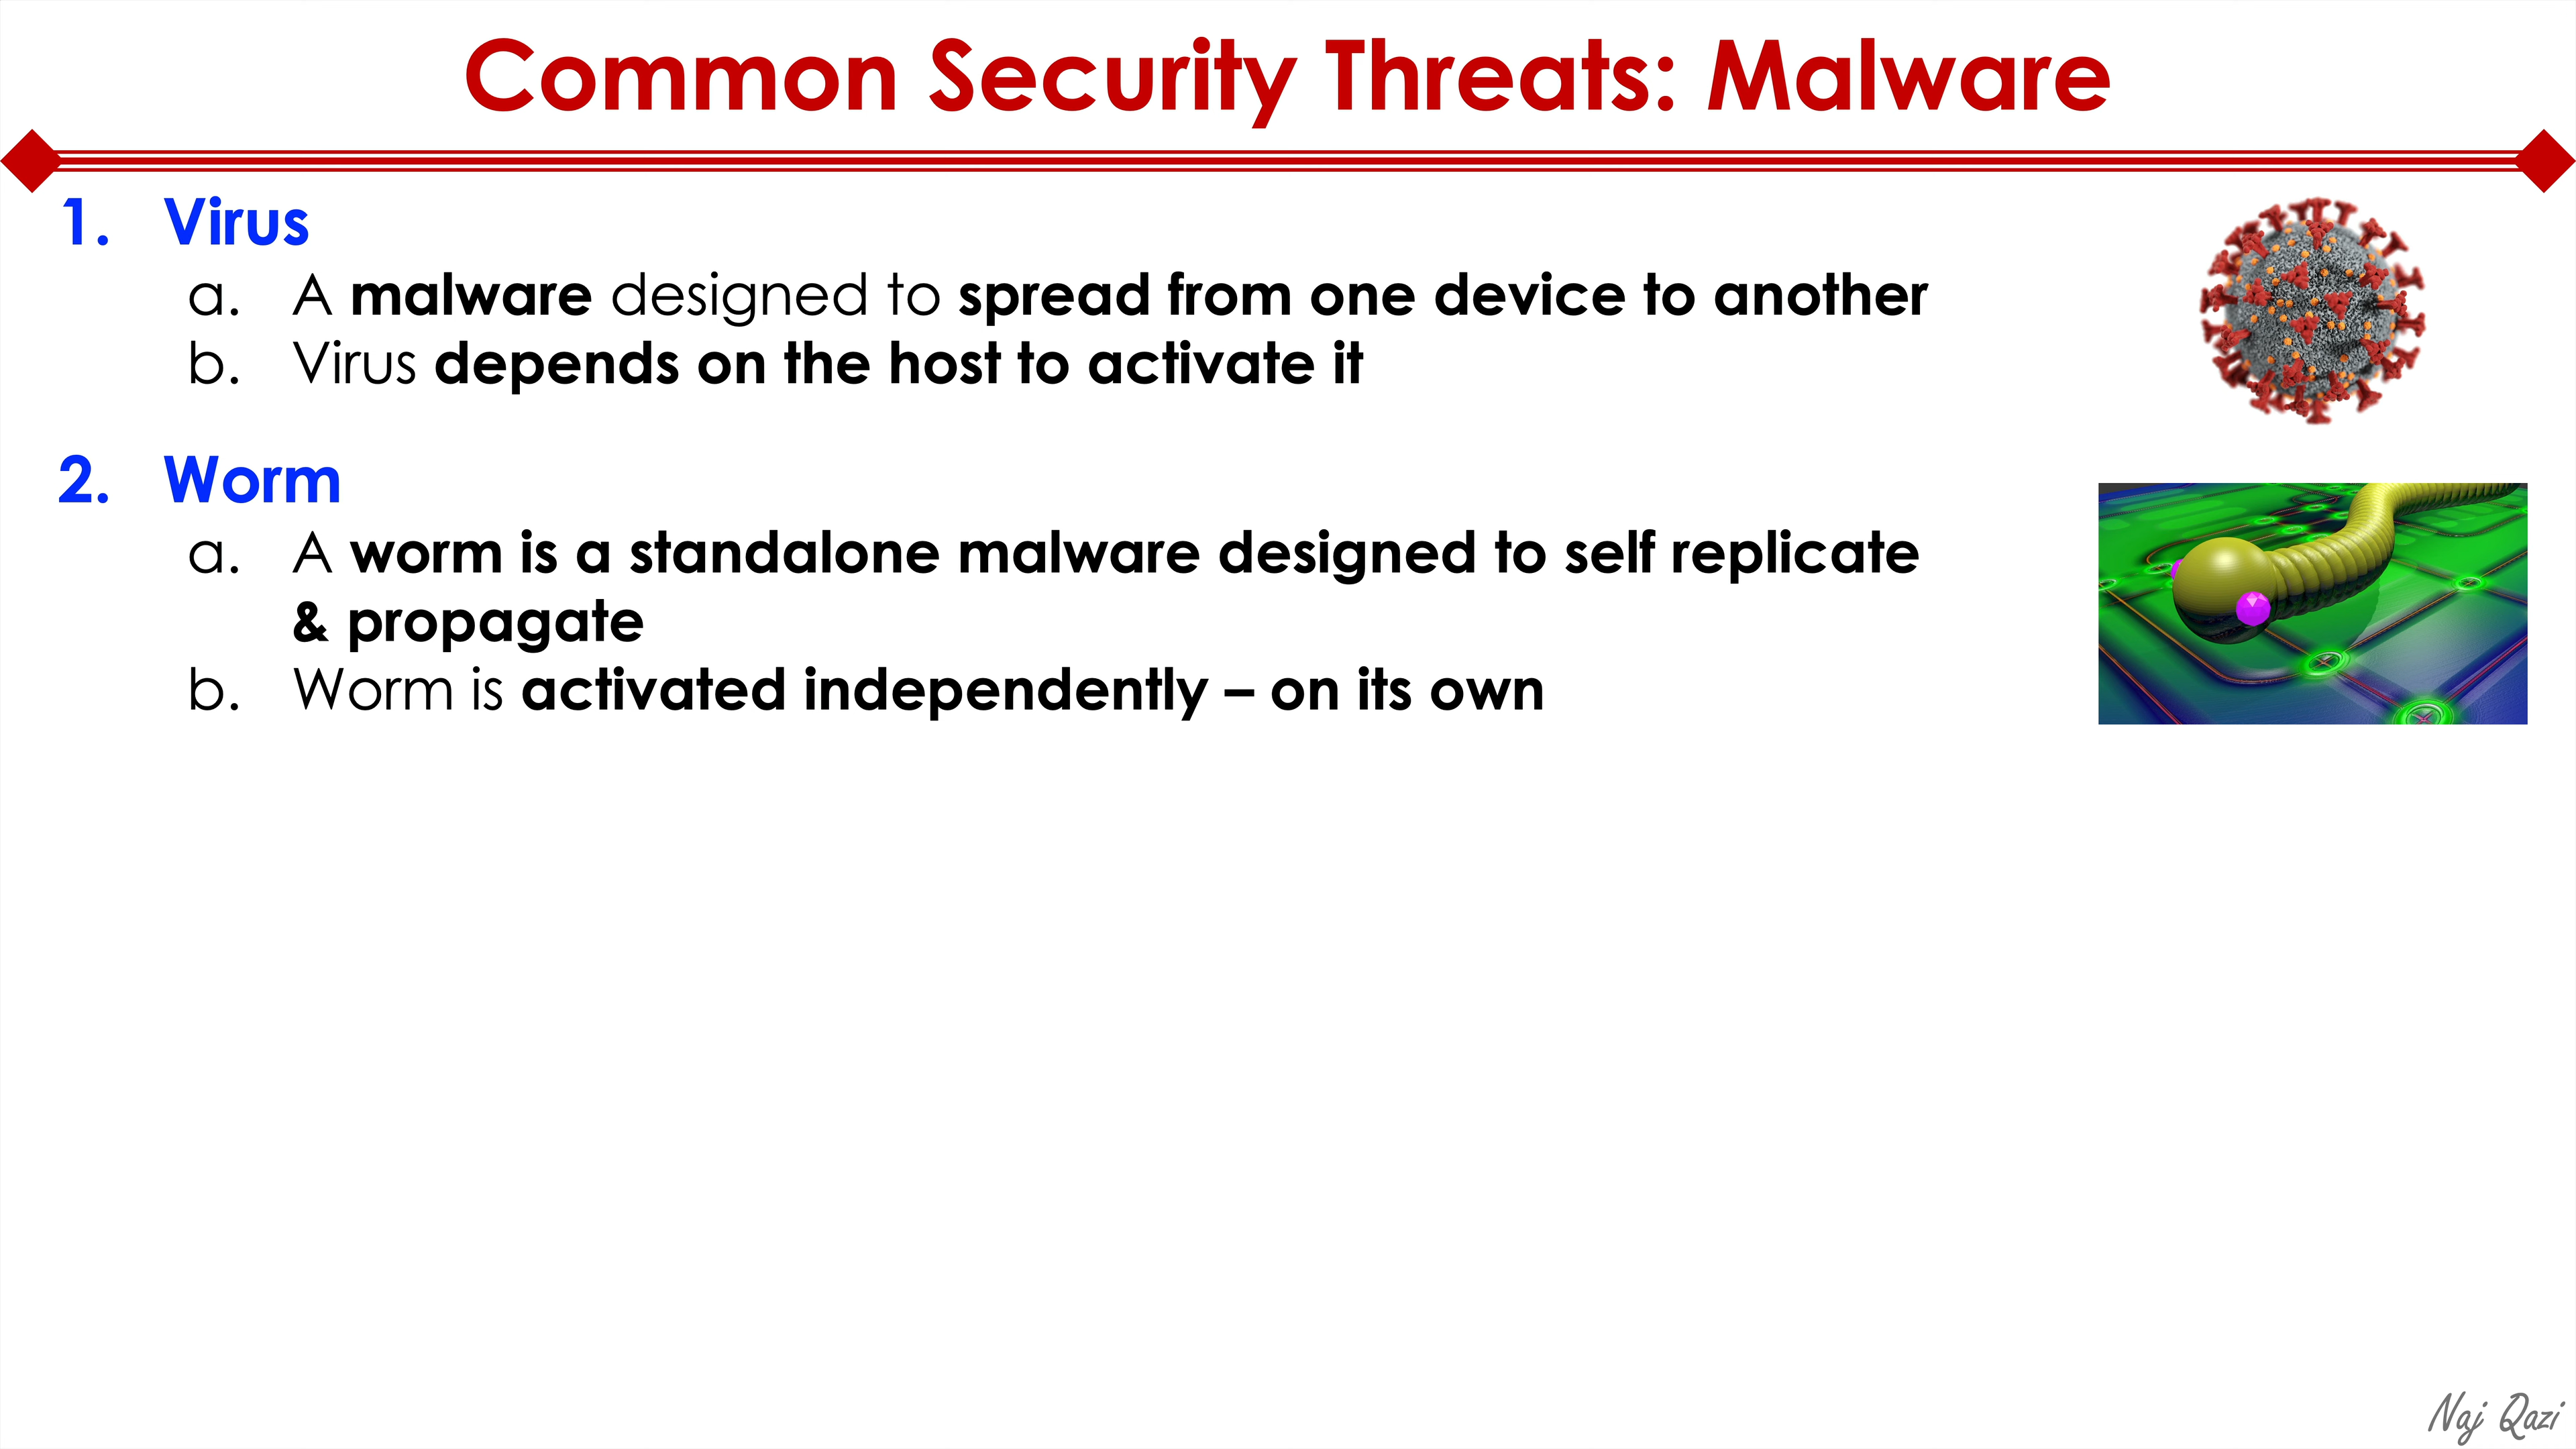 Common Security Threats: Malware
1. Virus
a. A malware designed to spread from one device to another
b. Virus depends on the host to activate it
2. Worm
a. A worm is a standalone malware designed to self replicate
& propagate
b. Worm is activated independently – on its own
Naj Qazi